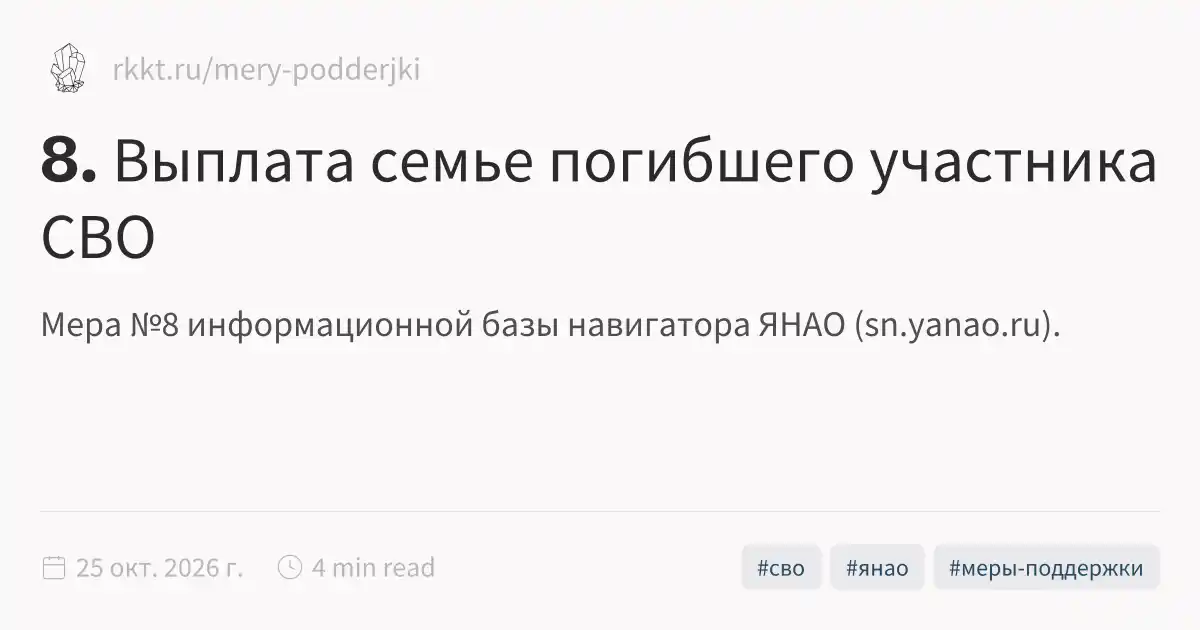 rkkt.ru/mery-podderjki
8. Выплата семье погибшего участника
СВО
Мера №8 информационной базы навигатора ЯНАО (sn.yanao.ru).
25 окт. 2026 г.
4 min read
#сво
#янао
#меры-поддержки